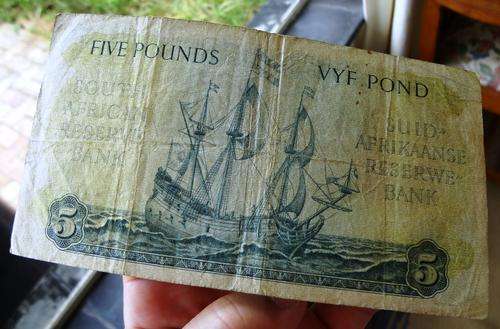 FIVE POUNDS
VYF POND
SOUTH
AFRICAN
RESERVE
BANK
SUID-
AFRIKAANSE
RESERWE-
BANK
5
5